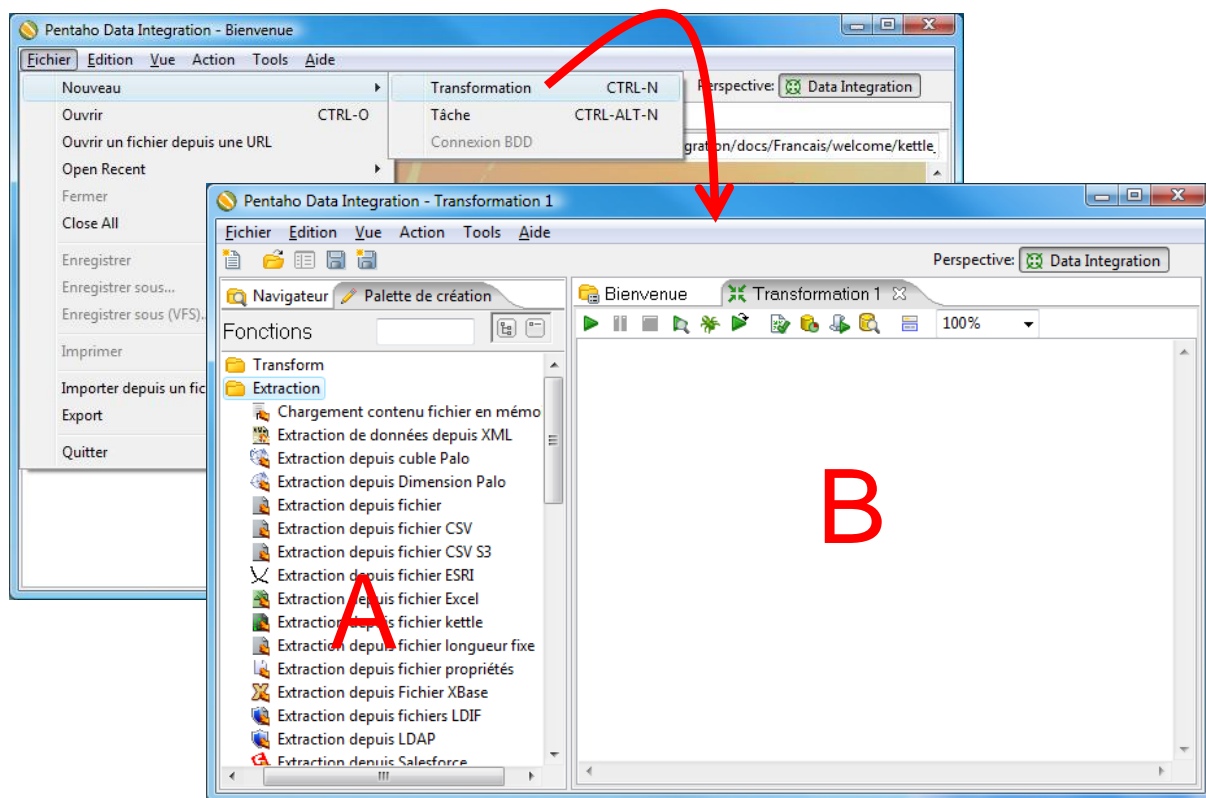 Pentaho Data Integration - Bienvenue
Fichier Edition Vue Action Tools Aide
Nouveau
Transformation CTRL-N
Perspective: Data Integration
Ouvrir CTRL-O
Tâche CTRL-ALT-N
Ouvrir un fichier depuis une URL
Connexion BDD
gration/docs/Francais/welcome/kettle_
Open Recent
Fermer
Close All
Enregistrer
Enregistrer sous...
Enregistrer sous (VFS).
Imprimer
Importer depuis un fic
Export
Quitter
Pentaho Data Integration - Transformation 1
Fichier Edition Vue Action Tools Aide
Perspective: Data Integration
Navigateur Palette de création
Bienvenue Transformation 1
Fonctions
100%
Transform
Extraction
Chargement contenu fichier en mémo
Extraction de données depuis XML
Extraction depuis cuble Palo
Extraction depuis Dimension Palo
Extraction depuis fichier
Extraction depuis fichier CSV
Extraction depuis fichier CSV S3
Extraction depuis fichier ESRI
Extraction depuis fichier Excel
Extraction depuis fichier kettle
Extraction depuis fichier longueur fixe
Extraction depuis fichier propriétés
Extraction depuis Fichier XBase
Extraction depuis fichiers LDIF
Extraction depuis LDAP
Extraction depuis Salesforce
A
B